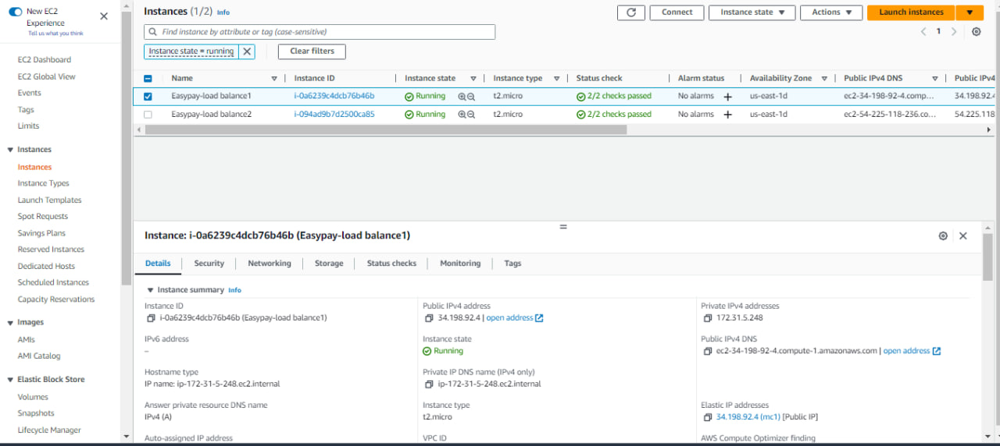 New EC2
Experience
Tell us what you think
EC2 Dashboard
EC2 Global View
Events
Tags
Limits
Instances
Instances
Instance Types
Launch Templates
Spot Requests
Savings Plans
Reserved Instances
Dedicated Hosts
Scheduled Instances
Capacity Reservations
Images
AMIs
AMI Catalog
Elastic Block Store
Volumes
Snapshots
Lifecycle Manager
Instances (1/2) Info
Connect
Instance state
Actions
Launch instances
Find instance by attribute or tag (case-sensitive)
1
Instance state = running
Clear filters
Name Instance ID Instance state Instance type Status check Alarm status Availability Zone Public IPv4 DNS Public IPv4
Easypay-load balance1 i-0a6239c4dcb76b46b Running t2.micro 2/2 checks passed No alarms us-east-1d ec2-34-198-92-4.comp... 34.198.92.4
Easypay-load balance2 i-094ad9b7d2500ca85 Running t2.micro 2/2 checks passed No alarms us-east-1d ec2-54-225-118-236.co... 54.225.118
Instance: i-0a6239c4dcb76b46b (Easypay-load balance1)
Details Security Networking Storage Status checks Monitoring Tags
Instance summary Info
Instance ID
i-0a6239c4dcb76b46b (Easypay-load balance1)
Public IPv4 address
34.198.92.4 | open address
Private IPv4 addresses
172.31.5.248
IPv6 address
–
Instance state
Running
Public IPv4 DNS
ec2-34-198-92-4.compute-1.amazonaws.com | open address
Hostname type
IP name: ip-172-31-5-248.ec2.internal
Private IP DNS name (IPv4 only)
ip-172-31-5-248.ec2.internal
Answer private resource DNS name
IPv4 (A)
Instance type
t2.micro
Elastic IP addresses
34.198.92.4 (mc1) [Public IP]
Auto-assigned IP address
VPC ID
AWS Compute Optimizer finding